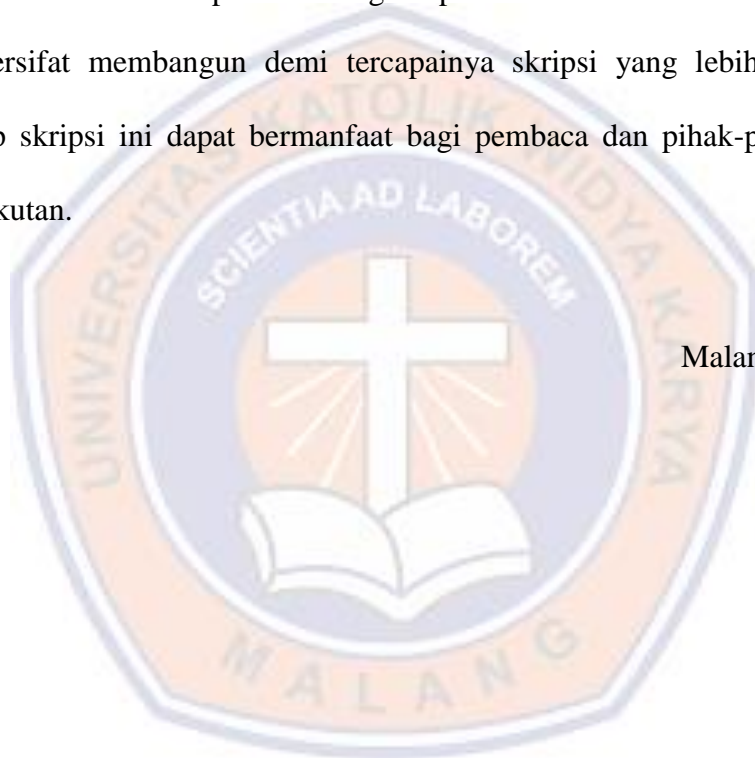 ersifat membangun demi tercapainya skripsi yang lebih
skripsi ini dapat bermanfaat bagi pembaca dan pihak-p
kutan.
UNIVERSITAS KATOLIK WIDYA KARYA
SCIENTIA AD LABOREM
Malan
MALANG